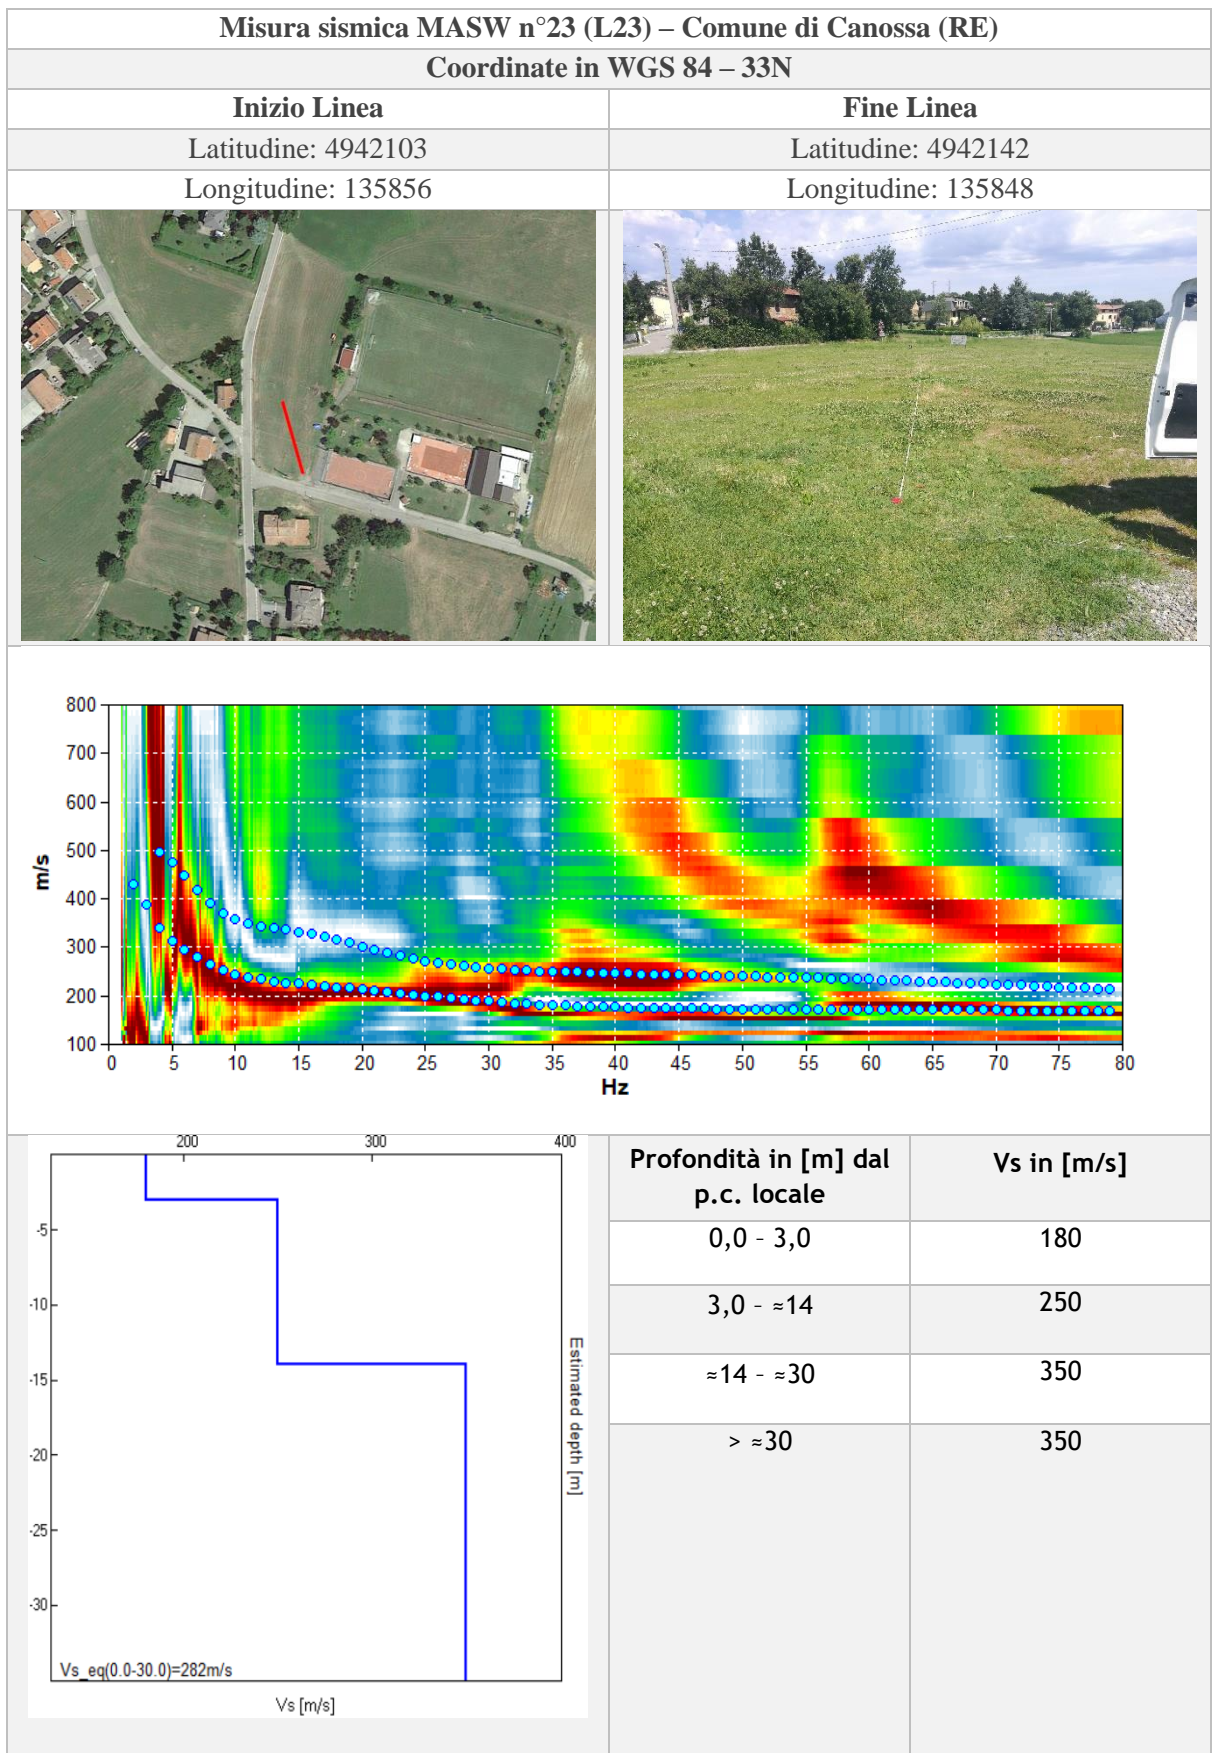 Misura sismica MASW n°23 (L23) – Comune di Canossa (RE)
Coordinate in WGS 84 – 33N
Inizio Linea
Fine Linea
Latitudine: 4942103
Latitudine: 4942142
Longitudine: 135856
Longitudine: 135848
800
700
600
500
400
300
200
100
m/s
0 5 10 15 20 25 30 35 40 45 50 55 60 65 70 75 80
Hz
200 300 400
-5
-10
-15
-20
-25
-30
Estimated depth [m]
Vs_eq(0.0-30.0)=282m/s
Vs [m/s]
Profondità in [m] dal
p.c. locale
Vs in [m/s]
0,0 – 3,0
180
3,0 – ≈14
250
≈14 – ≈30
350
> ≈30
350